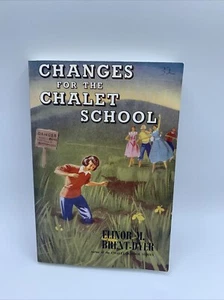 CHANGES
FOR THE
CHALET
SCHOOL
ELINOR M.
BRENT-DYER